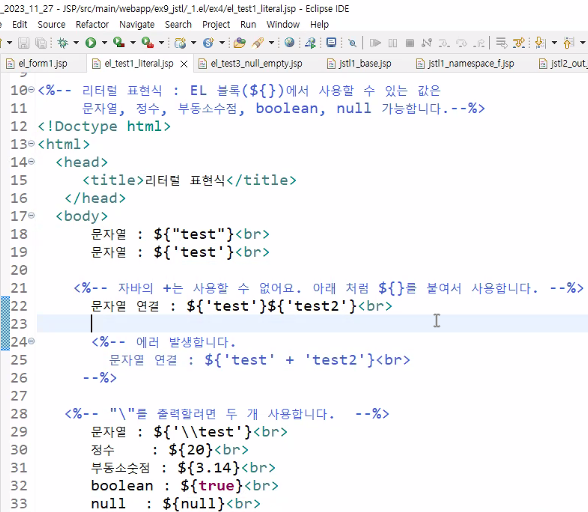 _2023_11_27 - JSP/src/main/webapp/ex9_jstl/_1.el/ex4/el_test1_literal.jsp - Eclipse IDE
Edit Source Refactor Navigate Search Project Run Window Help
el_form1.jsp el_test1_literal.jsp el_test3_null_empty.jsp jstl1_base.jsp jstl1_namespace_f.jsp jstl2_out
10 <%-- 리터럴 표현식 : EL 블록(${})에서 사용할 수 있는 값은
11 문자열, 정수, 부동소수점, boolean, null 가능합니다.--%>
12 <!Doctype html>
13 <html>
14 <head>
15 <title>리터럴 표현식</title>
16 </head>
17 <body>
18 문자열 : ${"test"}<br>
19 문자열 : ${'test'}<br>
20
21 <%-- 자바의 +는 사용할 수 없어요. 아래 처럼 ${}를 붙여서 사용합니다. --%>
22 문자열 연결 : ${'test'}${'test2'}<br>
23
24 <%-- 에러 발생합니다.
25 문자열 연결 : ${'test' + 'test2'}<br>
26 --%>
27
28 <%-- "\"를 출력할려면 두 개 사용합니다. --%>
29 문자열 : ${'\\test'}<br>
30 정수 : ${20}<br>
31 부동소숫점 : ${3.14}<br>
32 boolean : ${true}<br>
33 null : ${null}<br>